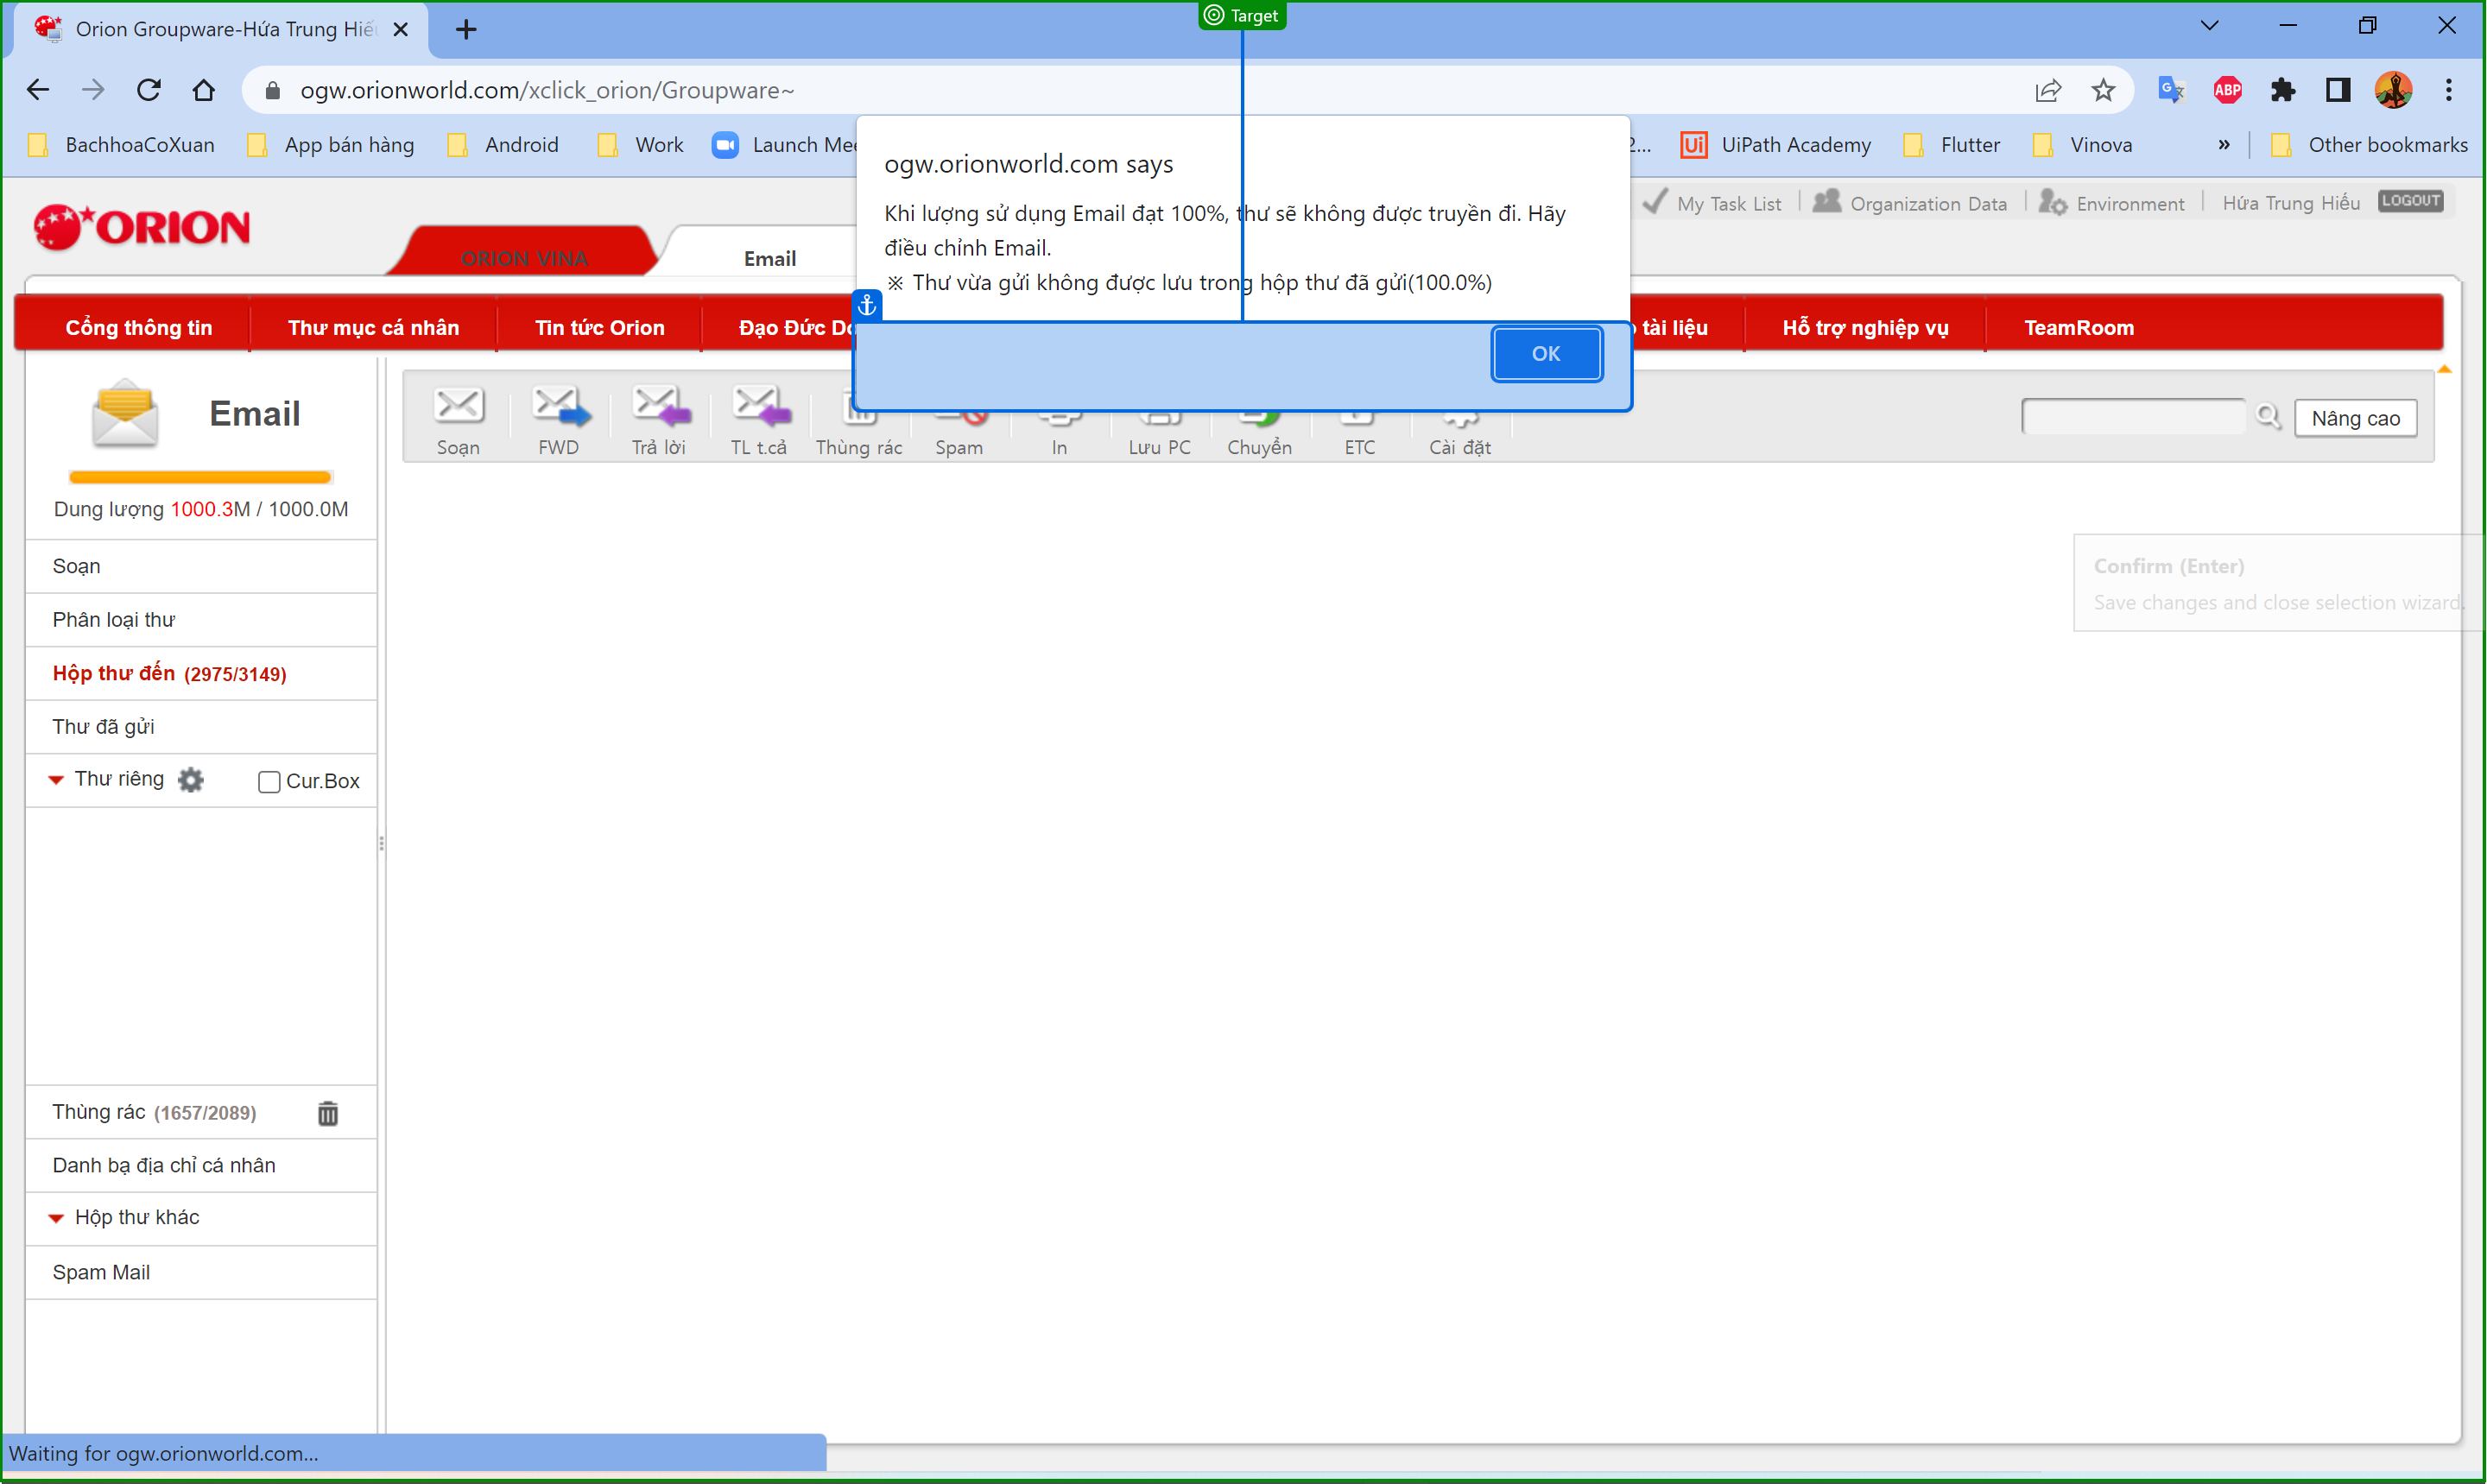 Target
Orion Groupware-Hứa Trung Hiế
ogw.orionworld.com/xclick_orion/Groupware~
ABP
BachhoaCoXuan
App bán hàng
Android
Work
Launch Mee
2...
Ui
UiPath Academy
Flutter
Vinova
»
Other bookmarks
ogw.orionworld.com says
Khi lượng sử dụng Email đạt 100%, thư sẽ không được truyền đi. Hãy
điều chỉnh Email.
※ Thư vừa gửi không được lưu trong hộp thư đã gửi(100.0%)
OK
ORION
ORION VINA
Email
My Task List
Organization Data
Environment
Hứa Trung Hiếu
LOGOUT
Cổng thông tin
Thư mục cá nhân
Tin tức Orion
Đạo Đức Do
tài liệu
Hỗ trợ nghiệp vụ
TeamRoom
Email
Dung lượng 1000.3M / 1000.0M
Soạn
FWD
Trả lời
TL t.cả
Thùng rác
Spam
In
Lưu PC
Chuyển
ETC
Cài đặt
Nâng cao
Confirm (Enter)
Save changes and close selection wizard.
Soạn
Phân loại thư
Hộp thư đến (2975/3149)
Thư đã gửi
Thư riêng
Cur.Box
Thùng rác (1657/2089)
Danh bạ địa chỉ cá nhân
Hộp thư khác
Spam Mail
Waiting for ogw.orionworld.com...